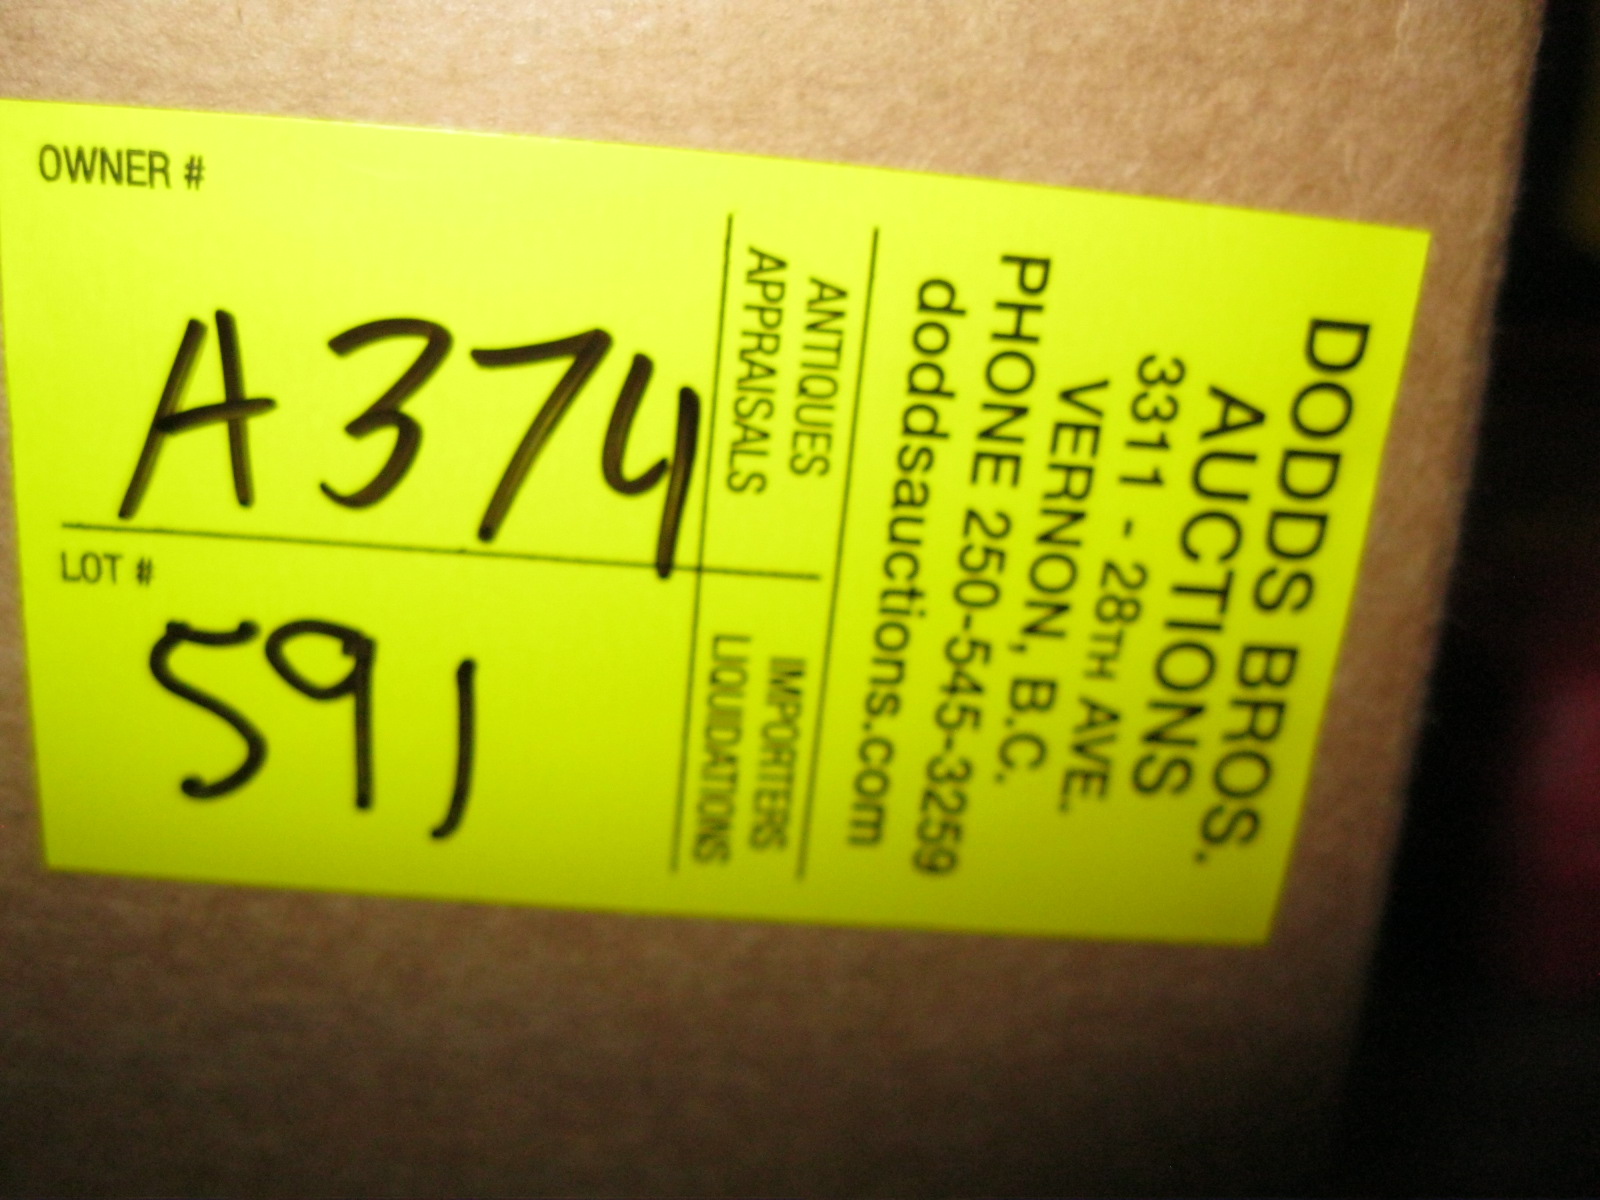 OWNER #
A374
LOT #
591
DODDS BROS.
AUCTIONS
3311 - 28TH AVE.
VERNON, B.C.
PHONE 250-545-3259
doddsauctions.com
ANTIQUES
APPRAISALS
IMPORTERS
LIQUIDATIONS